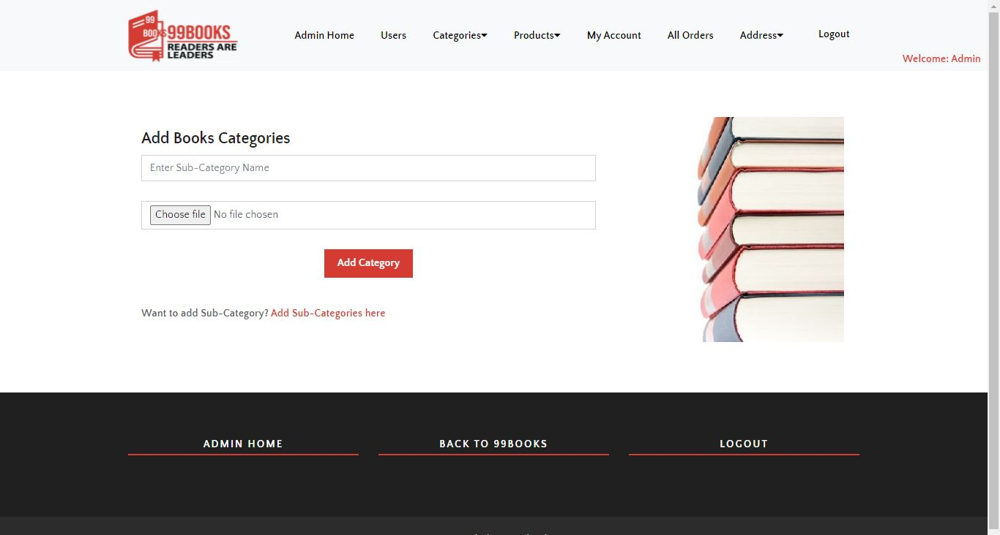 99
BOOKS
99BOOKS
READERS ARE
LEADERS
Admin Home Users Categories Products My Account All Orders Address Logout
Welcome: Admin
Add Books Categories
Enter Sub-Category Name
Choose file No file chosen
Add Category
Want to add Sub-Category? Add Sub-Categories here
ADMIN HOME BACK TO 99BOOKS LOGOUT